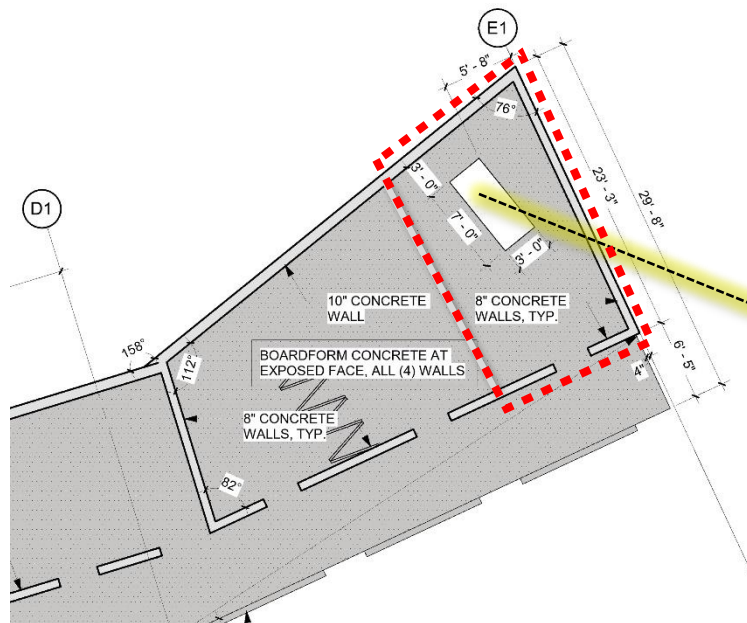 E1
5' - 8"
76°
3' - 0"
23' - 3"
29' - 8"
D1
7' - 0"
3' - 0"
10" CONCRETE
WALL
8" CONCRETE
WALLS, TYP.
158°
112°
BOARDFORM CONCRETE AT
EXPOSED FACE, ALL (4) WALLS
6' - 5"
4"
8" CONCRETE
WALLS, TYP.
82°